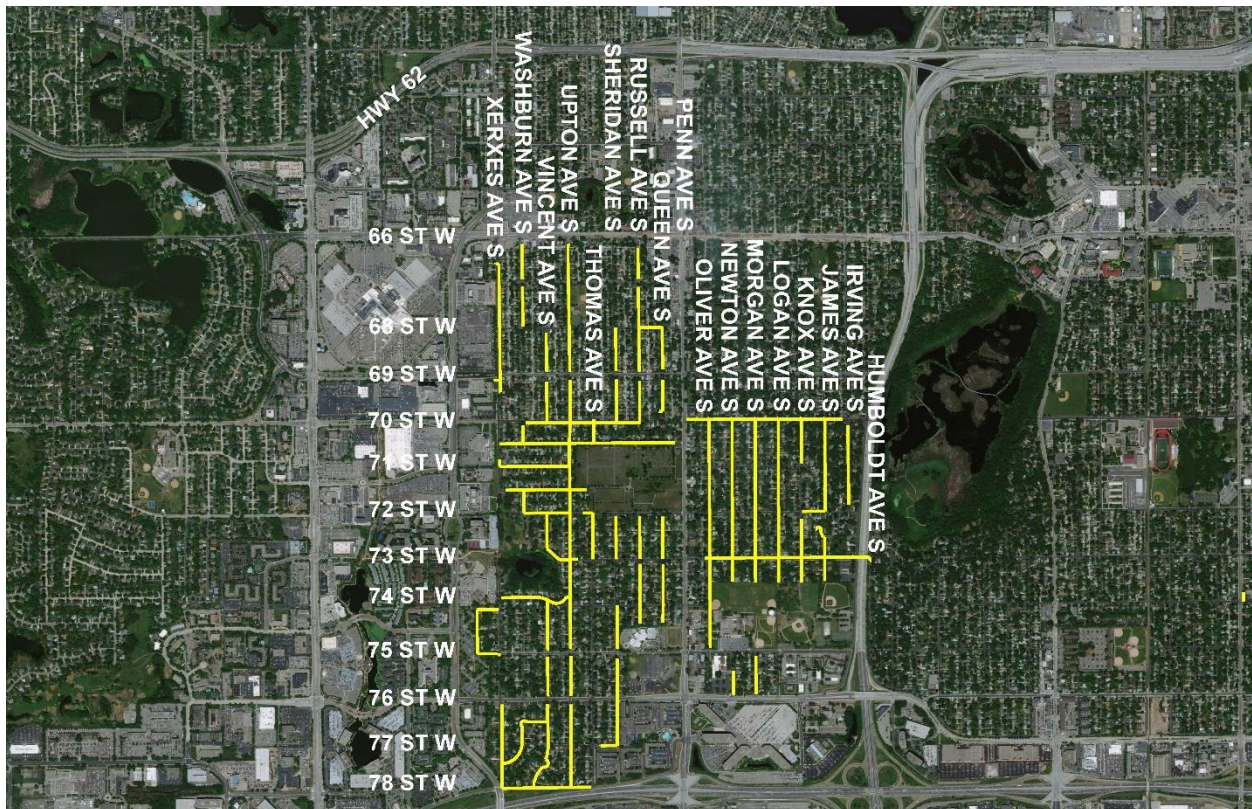 HWY 62
XERXES AVE S
WASHBURN AVE S
VINCENT AVE S
UPTON AVE S
THOMAS AVE S
SHERIDAN AVE S
RUSSELL AVE S
QUEEN AVE S
PENN AVE S
OLIVER AVE S
NEWTON AVE S
MORGAN AVE S
LOGAN AVE S
KNOX AVE S
JAMES AVE S
IRVING AVE S
HUMBOLDT AVE S
66 ST W
68 ST W
69 ST W
70 ST W
71 ST W
72 ST W
73 ST W
74 ST W
75 ST W
76 ST W
77 ST W
78 ST W